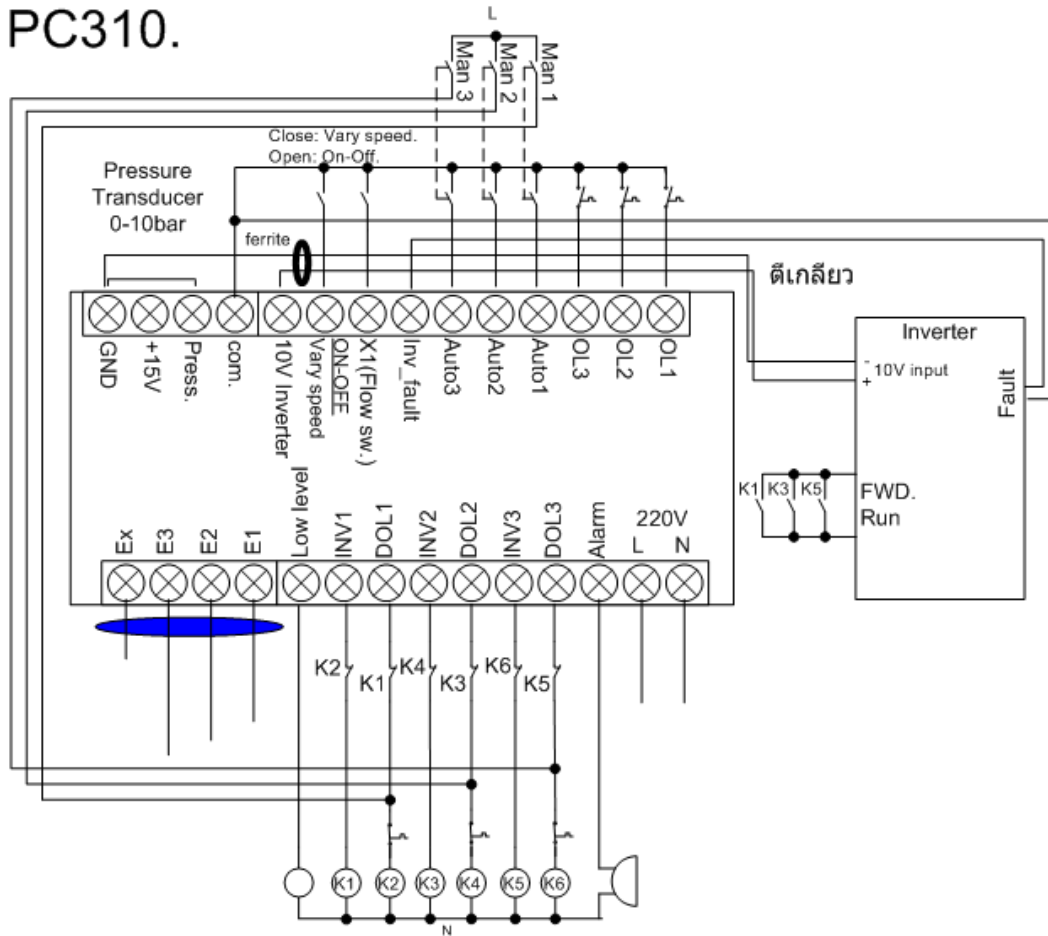 PC310.
L
Man 3
Man 2
Man 1
Close: Vary speed.
Open: On-Off.
Pressure
Transducer
0-10bar
ferrite
ตีเกลียว
GND
+15V
Press.
com.
10V Inverter
Vary speed
ON-OFF
X1(Flow sw.)
Inv_fault
Auto3
Auto2
Auto1
OL3
OL2
OL1
Inverter
-
10V input
+
Fault
K1
K3
K5
FWD.
Run
Ex
E3
E2
E1
Low level
INV1
DOL1
INV2
DOL2
INV3
DOL3
Alarm
220V
L
N
K2
K1
K4
K3
K6
K5
K1
K2
K3
K4
K5
K6
N